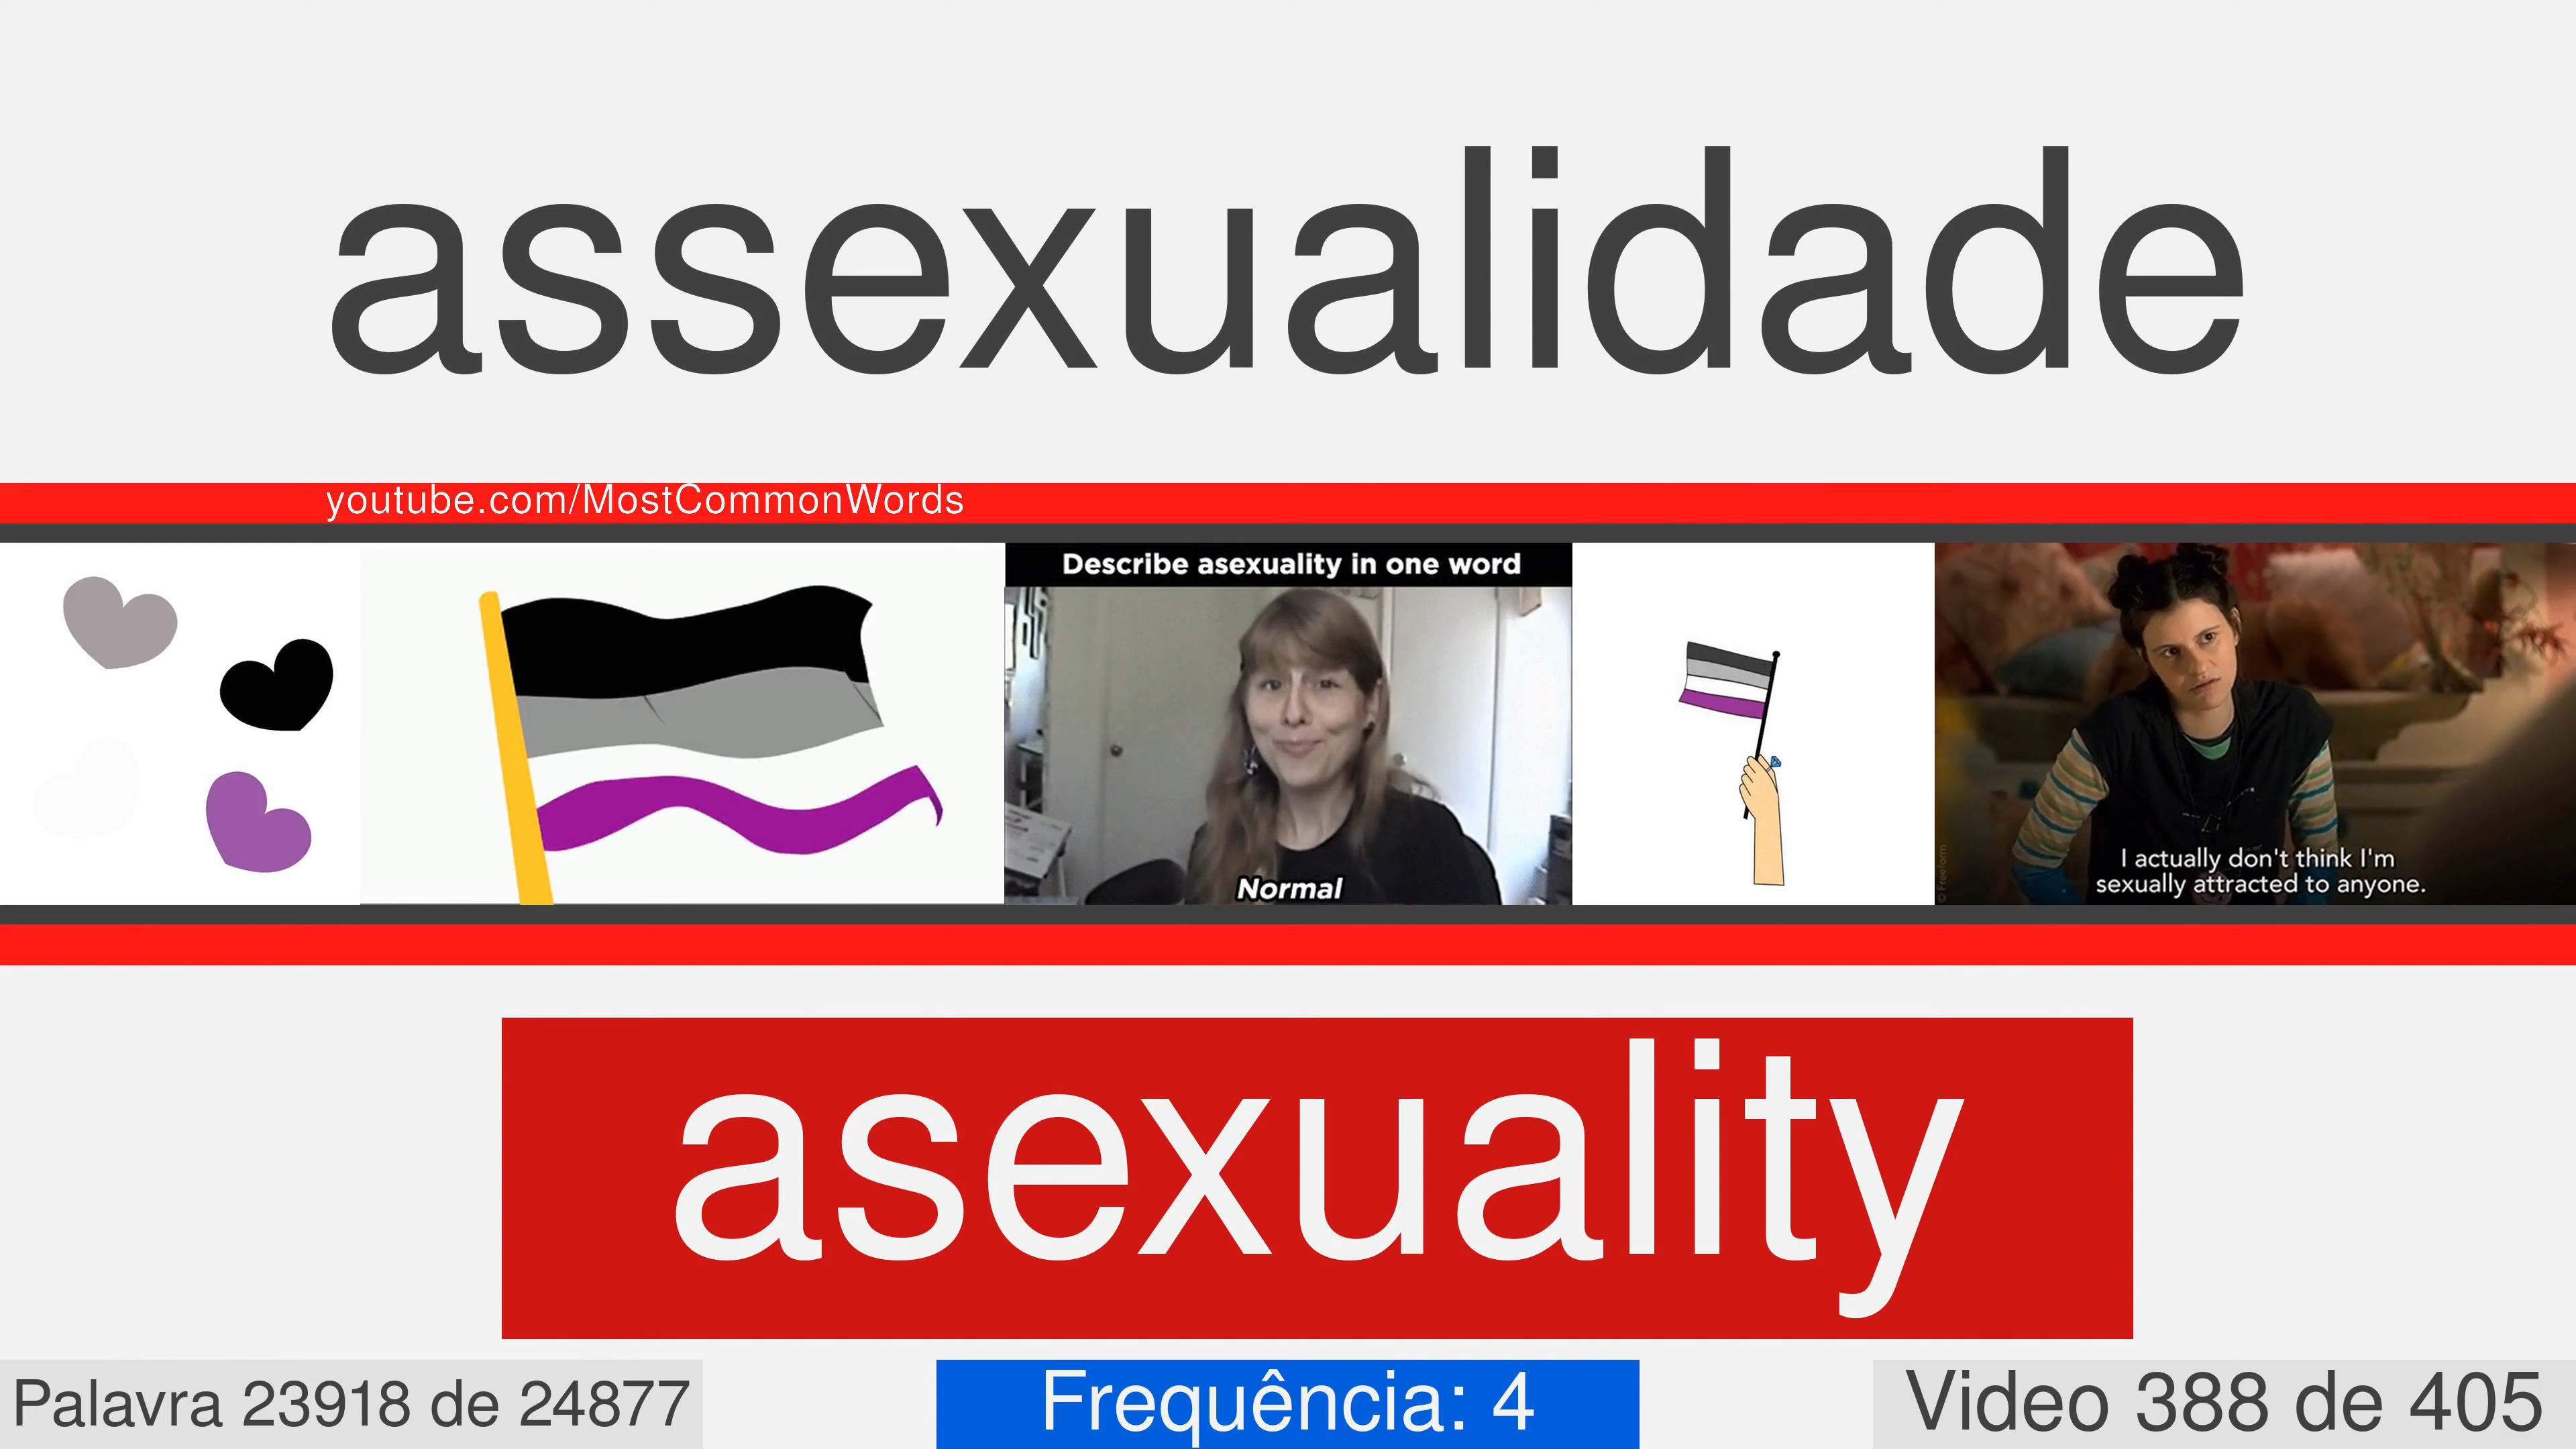 assexualidade
youtube.com/MostCommonWords
Describe asexuality in one word
Normal
I actually don't think I'm
sexually attracted to anyone.
© Freeform
asexuality
Palavra 23918 de 24877
Frequência: 4
Video 388 de 405